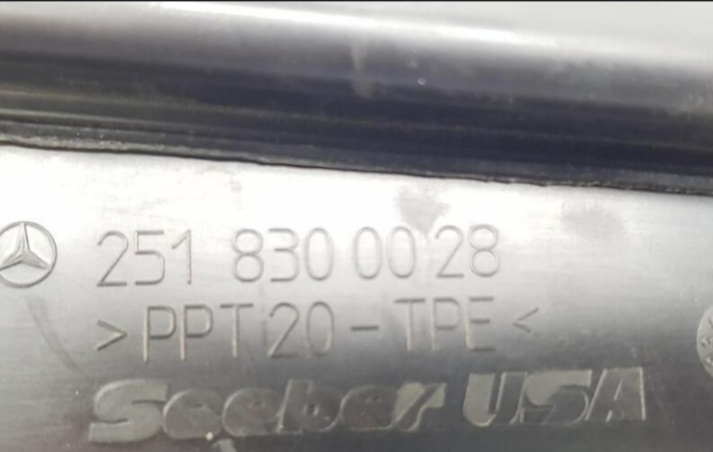 251 830 00 28
>PPT20-TPE<
Seeber USA